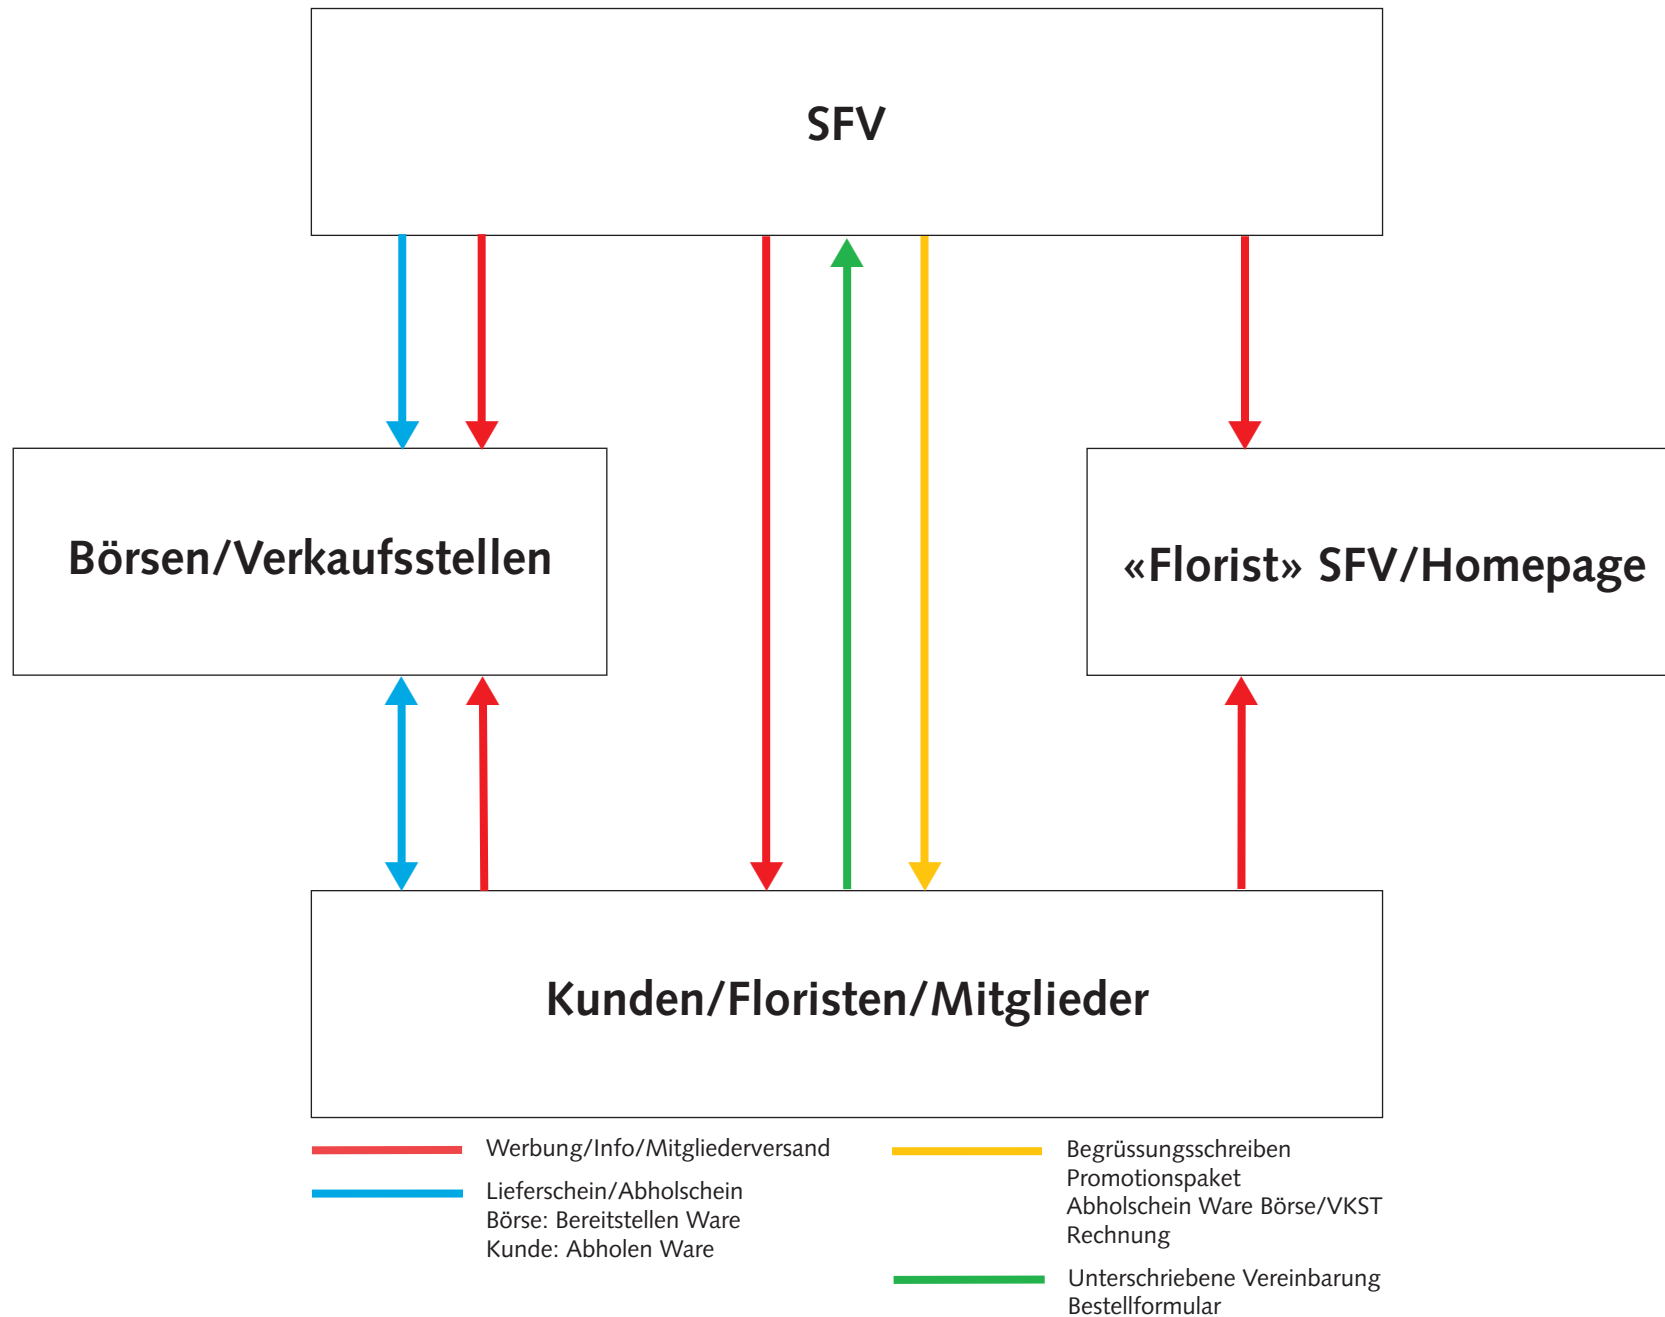 SFV
Börsen/Verkaufsstellen
«Florist» SFV/Homepage
Kunden/Floristen/Mitglieder
Werbung/Info/Mitgliederversand
Lieferschein/Abholschein
Börse: Bereitstellen Ware
Kunde: Abholen Ware
Begrüssungsschreiben
Promotionspaket
Abholschein Ware Börse/VKST
Rechnung
Unterschriebene Vereinbarung
Bestellformular